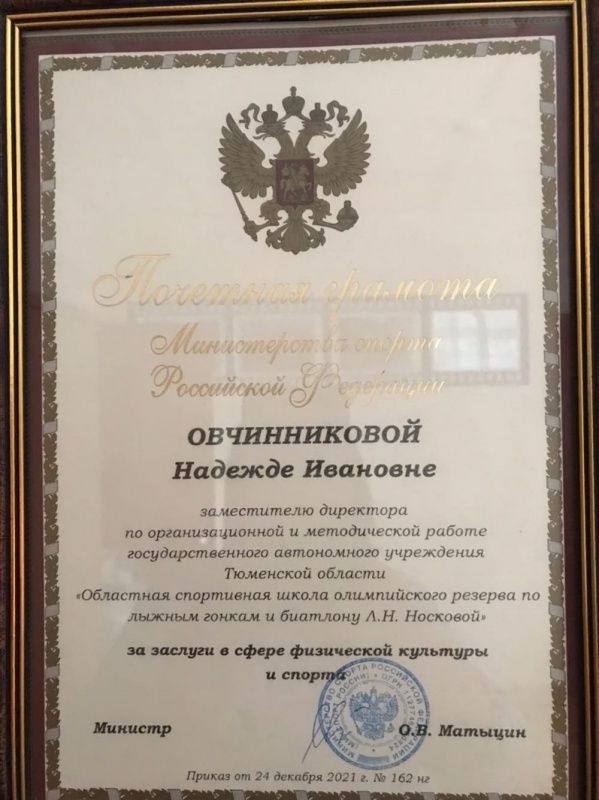 Почетная грамота
Министерства спорта
Российской Федерации
ОВЧИННИКОВОЙ
Надежде Ивановне
заместителю директора
по организационной и методической работе
государственного автономного учреждения
Тюменской области
«Областная спортивная школа олимпийского резерва по
лыжным гонкам и биатлону Л.Н. Носковой»
за заслуги в сфере физической культуры
и спорта
Министр
О.В. Матыцин
Приказ от 24 декабря 2021 г. № 162 нг